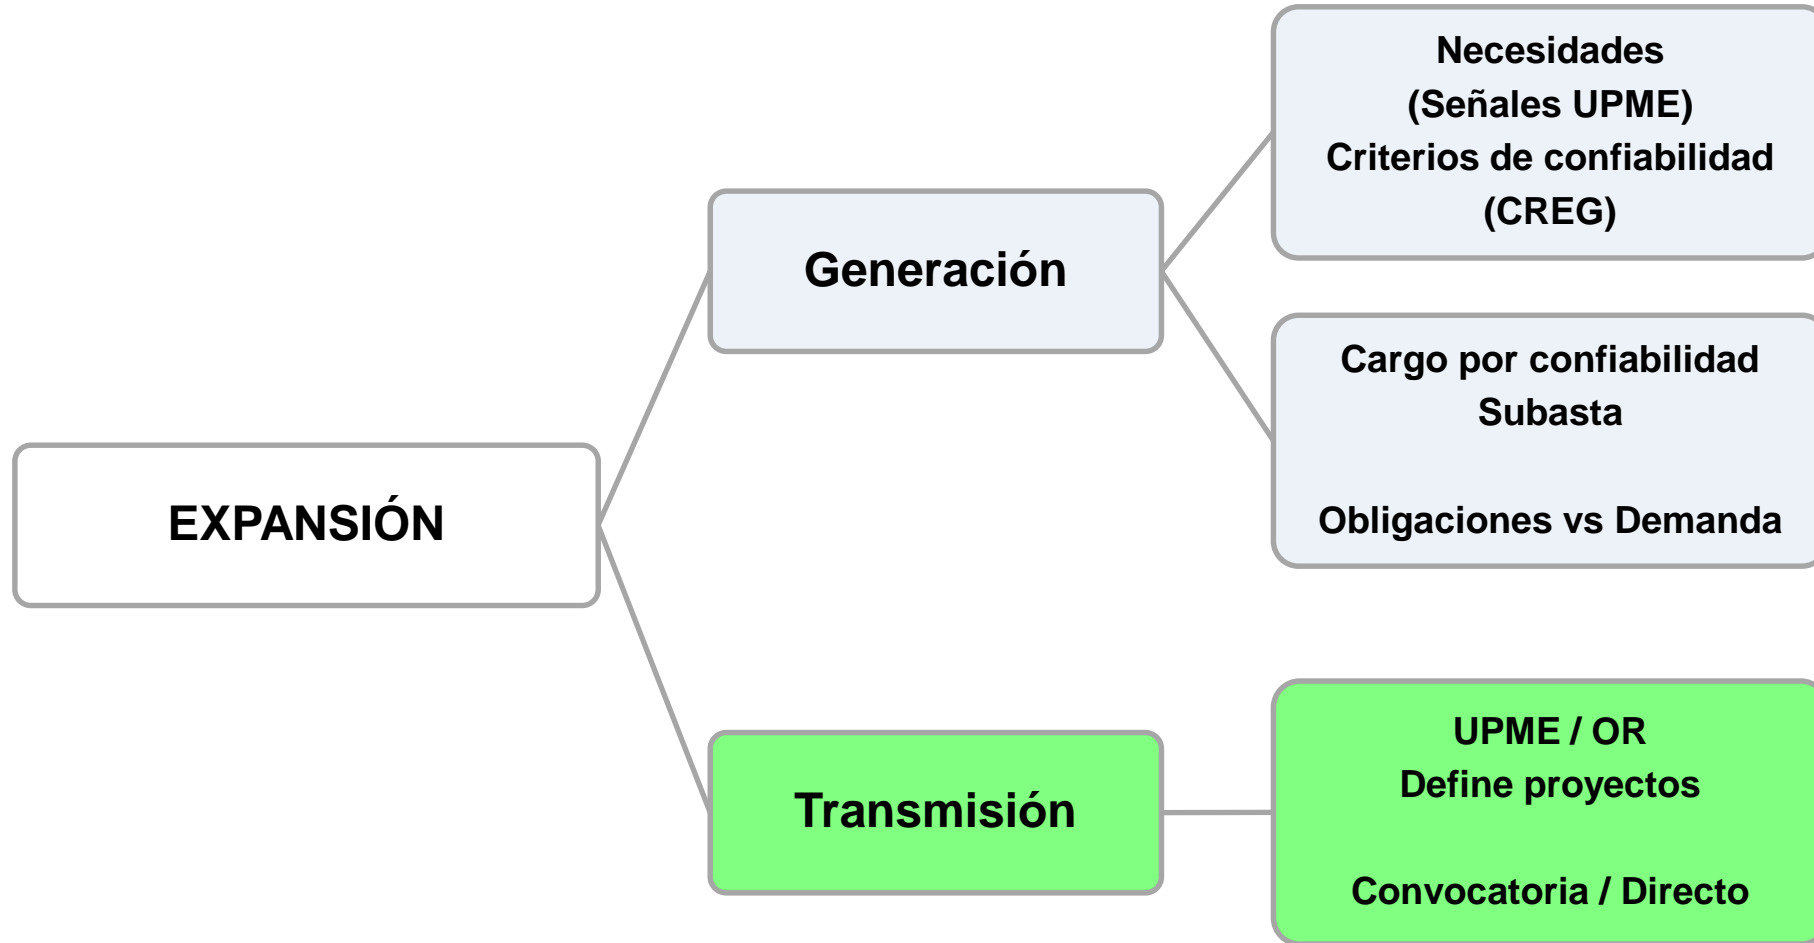 EXPANSIÓN
Generación
Necesidades
(Señales UPME)
Criterios de confiabilidad
(CREG)
Cargo por confiabilidad
Subasta
Obligaciones vs Demanda
Transmisión
UPME / OR
Define proyectos
Convocatoria / Directo